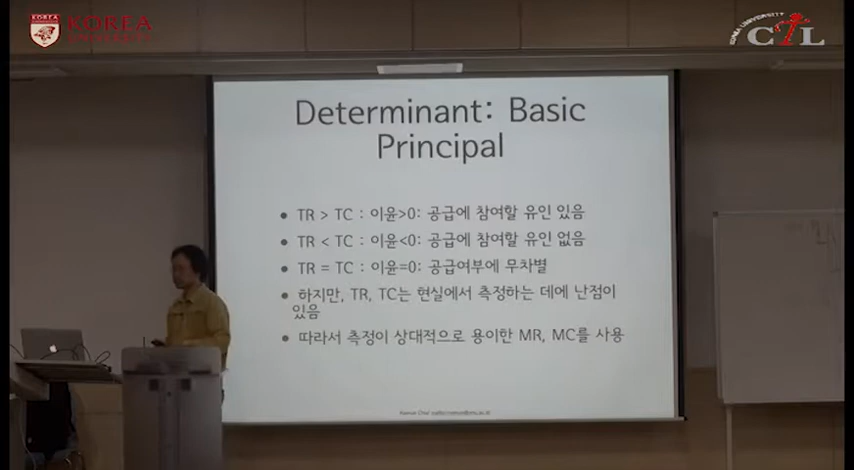 KOREA
UNIVERSITY
CTL
Determinant: Basic
Principal
• TR > TC : 이윤>0: 공급에 참여할 유인 있음
• TR < TC : 이윤<0: 공급에 참여할 유인 없음
• TR = TC : 이윤=0: 공급여부에 무차별
• 하지만, TR, TC는 현실에서 측정하는 데에 난점이
있음
• 따라서 측정이 상대적으로 용이한 MR, MC를 사용